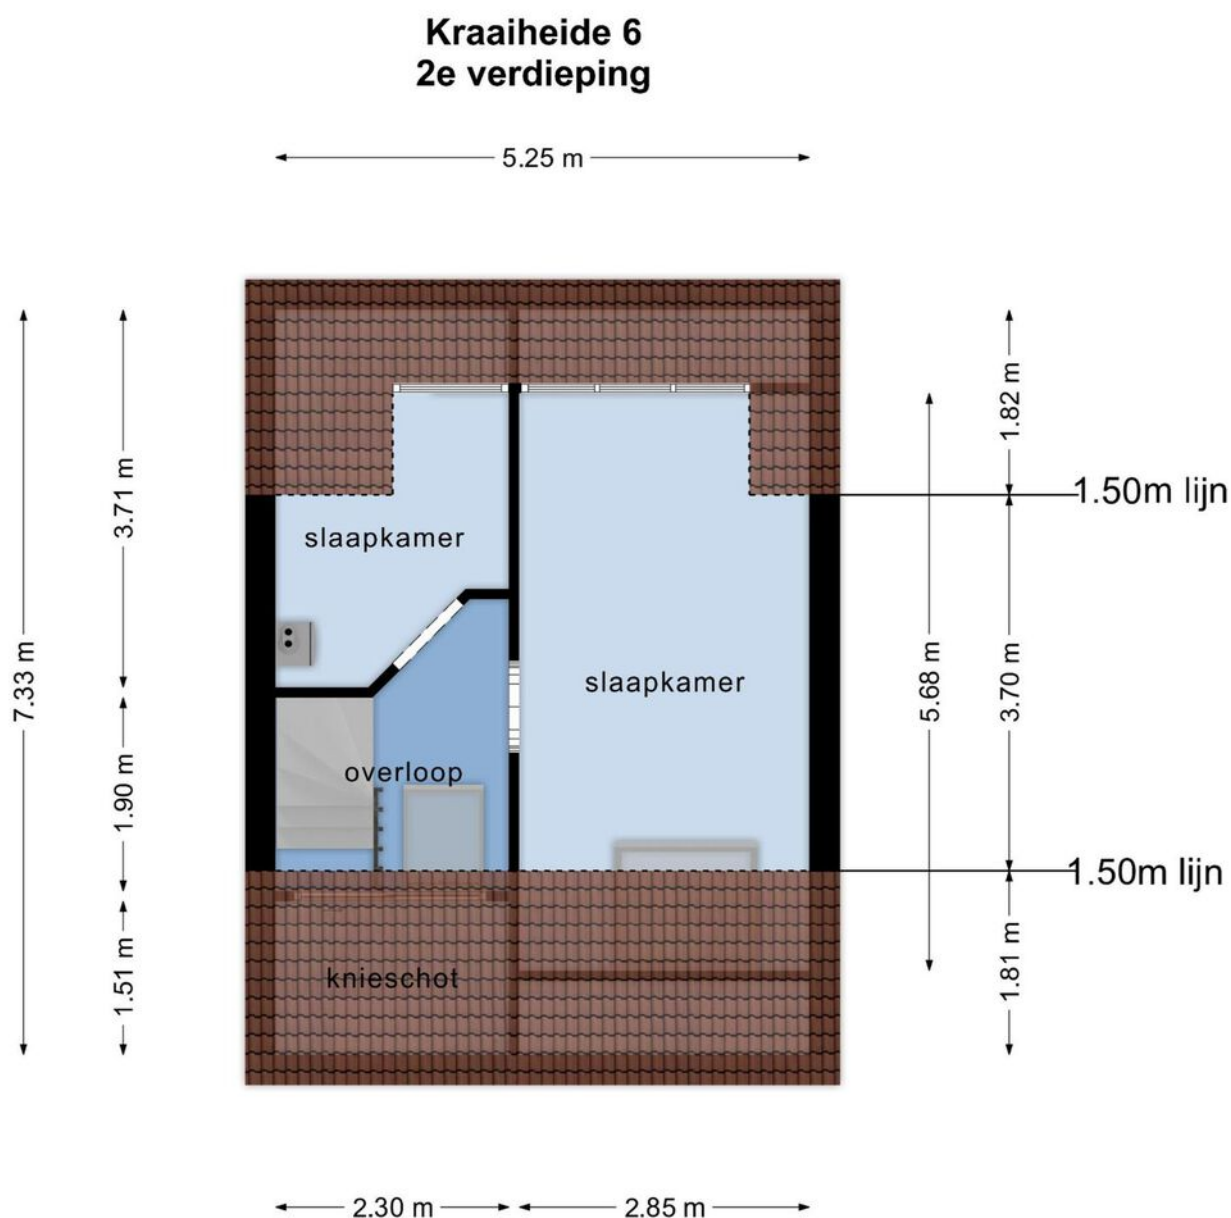 Kraaiheide 6
2e verdieping
5.25 m
7.33 m
3.71 m
1.90 m
1.51 m
slaapkamer
slaapkamer
overloop
knieschot
5.68 m
1.82 m
3.70 m
1.81 m
1.50m lijn
1.50m lijn
2.30 m
2.85 m